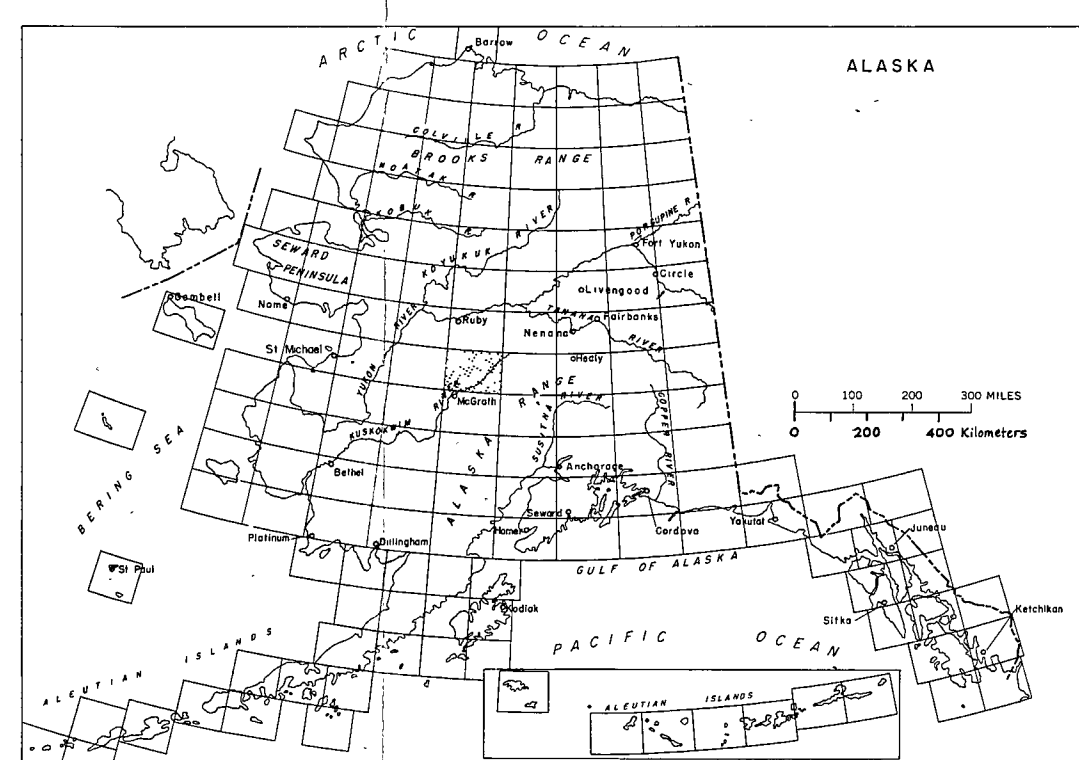 ARCTIC OCEAN
Barrow
ALASKA
COLVILLE R
BROOKS RANGE
NOATAK R
KOBUK R
KOYUKUK RIVER
PORCUPINE R
Fort Yukon
SEWARD
PENINSULA
Circle
Livengood
Gambell
Nome
YUKON RIVER
Ruby
TANANA RIVER
Fairbanks
Nenana
St Michael
Healy
McGrath
KUSKOKWIM RIVER
ALASKA RANGE
SUSITNA RIVER
COPPER RIVER
0 100 200 300 MILES
0 200 400 Kilometers
BERING SEA
Bethel
Anchorage
Seward
Homer
Cordova
Yakutat
Juneau
Platinum
Dillingham
GULF OF ALASKA
St Paul
Kodiak
Sitka
Ketchikan
PACIFIC OCEAN
ALEUTIAN ISLANDS
ALEUTIAN ISLANDS